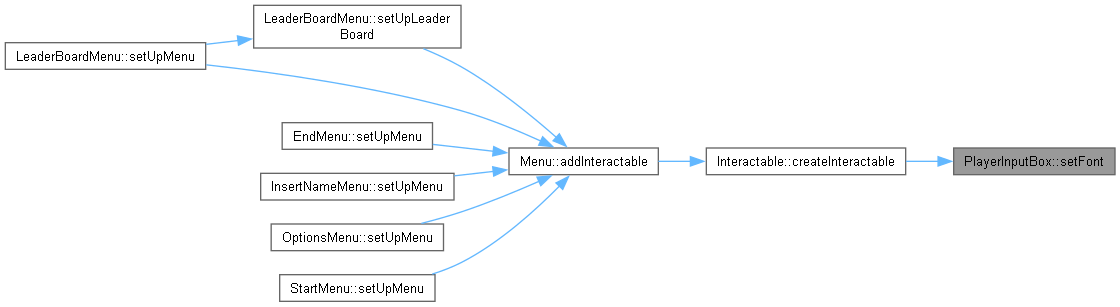 LeaderBoardMenu::setUpLeader
Board
LeaderBoardMenu::setUpMenu
EndMenu::setUpMenu
InsertNameMenu::setUpMenu
OptionsMenu::setUpMenu
StartMenu::setUpMenu
Menu::addInteractable
Interactable::createInteractable
PlayerInputBox::setFont